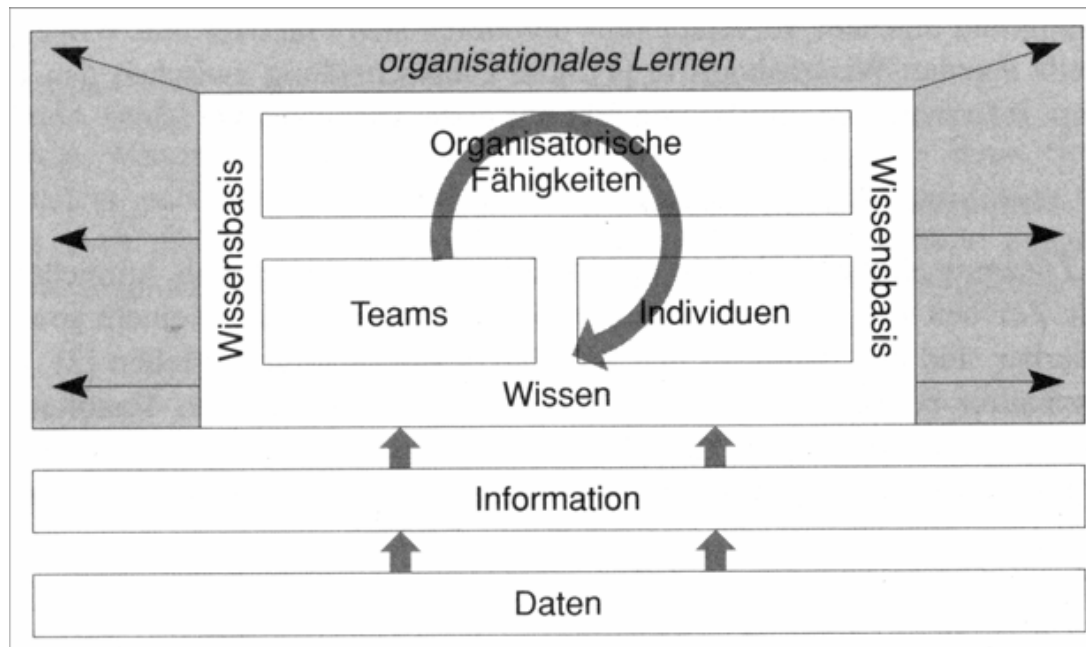 organisationales Lernen
Organisatorische
Fähigkeiten
Wissensbasis
Wissensbasis
Teams
Individuen
Wissen
Information
Daten